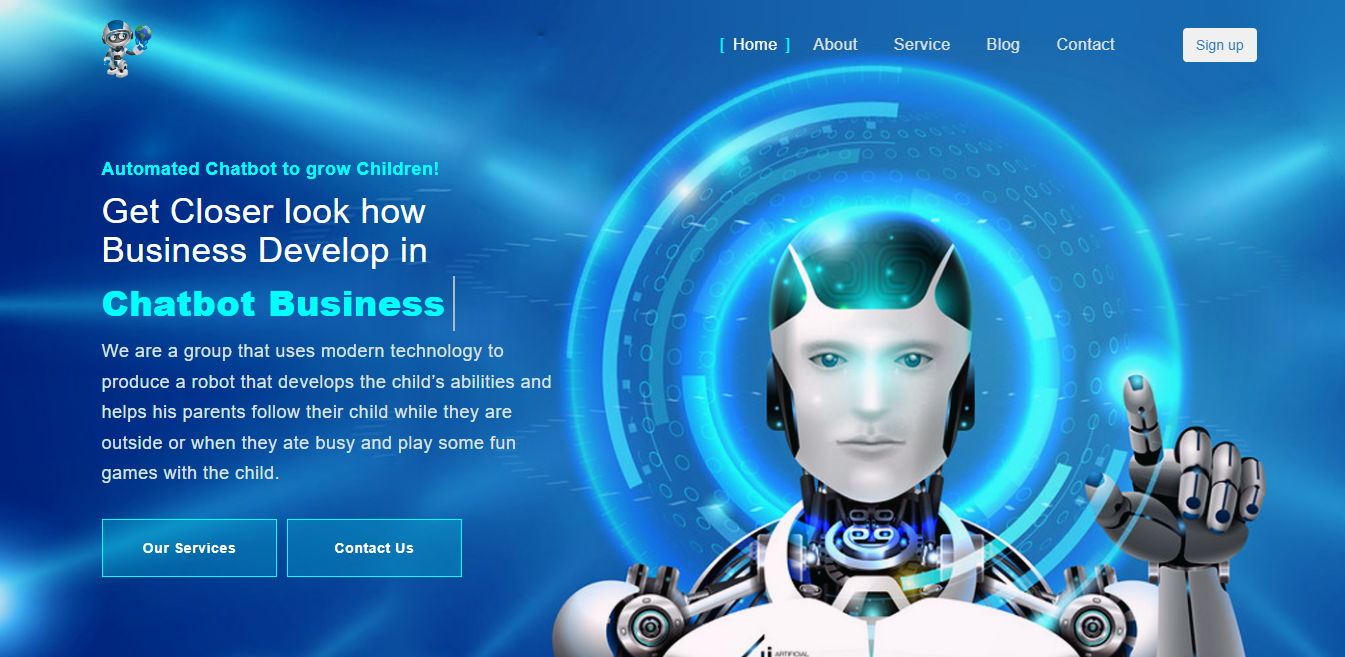 [ Home ] About Service Blog Contact Sign up
Automated Chatbot to grow Children!
Get Closer look how
Business Develop in
Chatbot Business
We are a group that uses modern technology to
produce a robot that develops the child’s abilities and
helps his parents follow their child while they are
outside or when they ate busy and play some fun
games with the child.
Our Services Contact Us
ARTIFICIAL